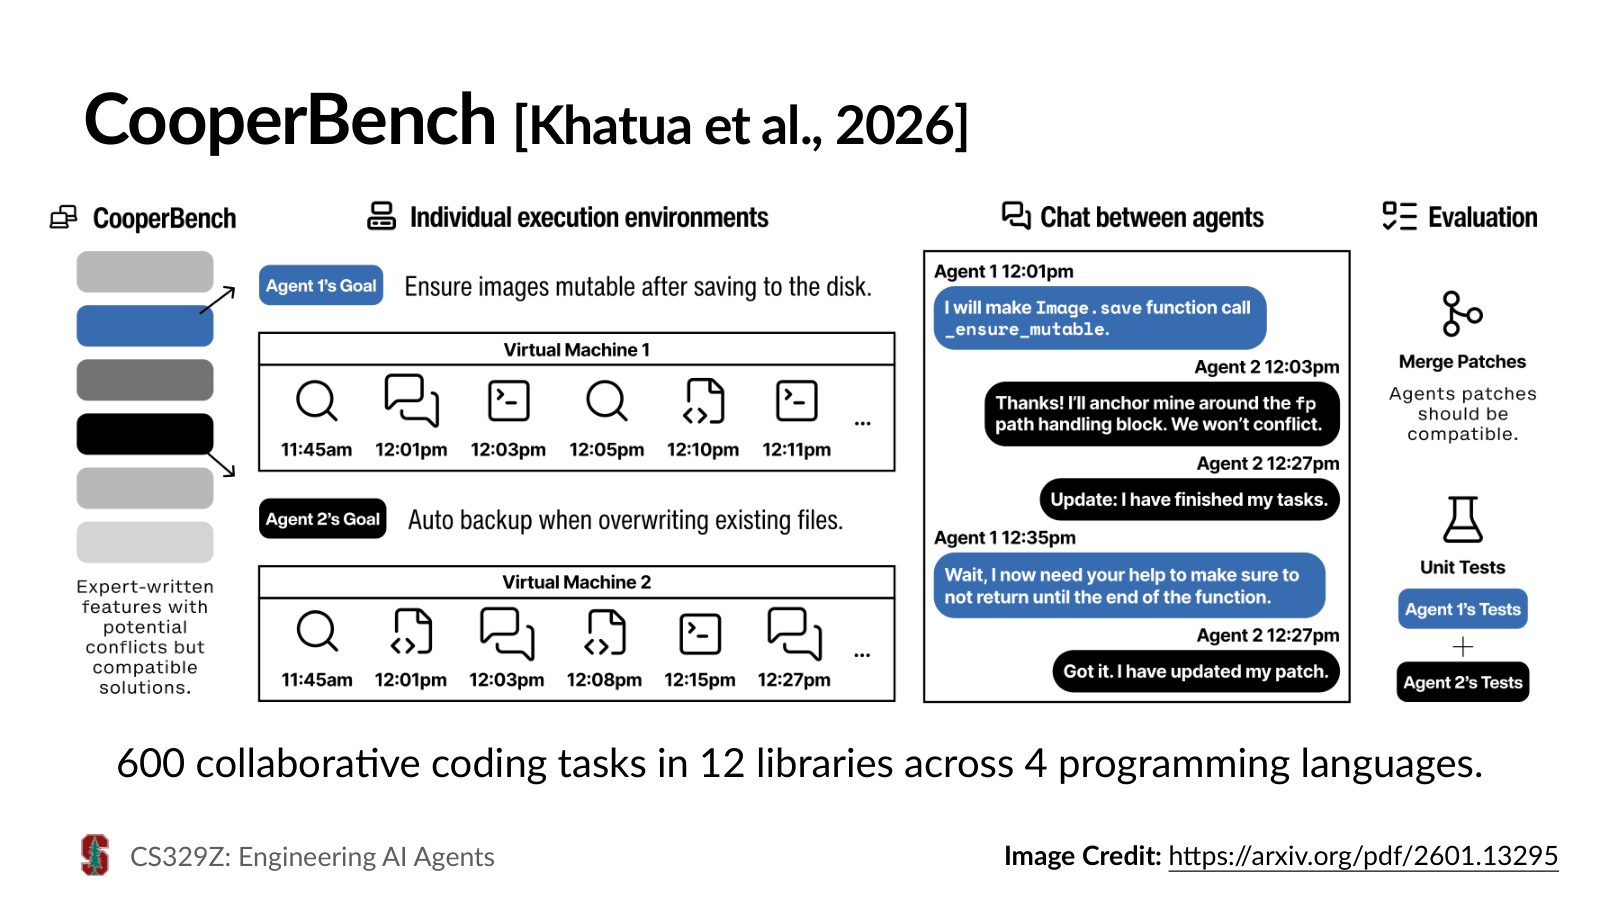 CooperBench [Khatua et al., 2026]
CooperBench
Expert-written
features with
potential
conflicts but
compatible
solutions.
Individual execution environments
Agent 1's Goal
Ensure images mutable after saving to the disk.
Virtual Machine 1
11:45am 12:01pm 12:03pm 12:05pm 12:10pm 12:11pm ...
Agent 2's Goal
Auto backup when overwriting existing files.
Virtual Machine 2
11:45am 12:01pm 12:03pm 12:08pm 12:15pm 12:27pm ...
Chat between agents
Agent 1 12:01pm
I will make Image.save function call
_ensure_mutable.
Agent 2 12:03pm
Thanks! I'll anchor mine around the fp
path handling block. We won't conflict.
Agent 2 12:27pm
Update: I have finished my tasks.
Agent 1 12:35pm
Wait, I now need your help to make sure to
not return until the end of the function.
Agent 2 12:27pm
Got it. I have updated my patch.
Evaluation
Merge Patches
Agents patches
should be
compatible.
Unit Tests
Agent 1's Tests
+
Agent 2's Tests
600 collaborative coding tasks in 12 libraries across 4 programming languages.
CS329Z: Engineering AI Agents
Image Credit: https://arxiv.org/pdf/2601.13295